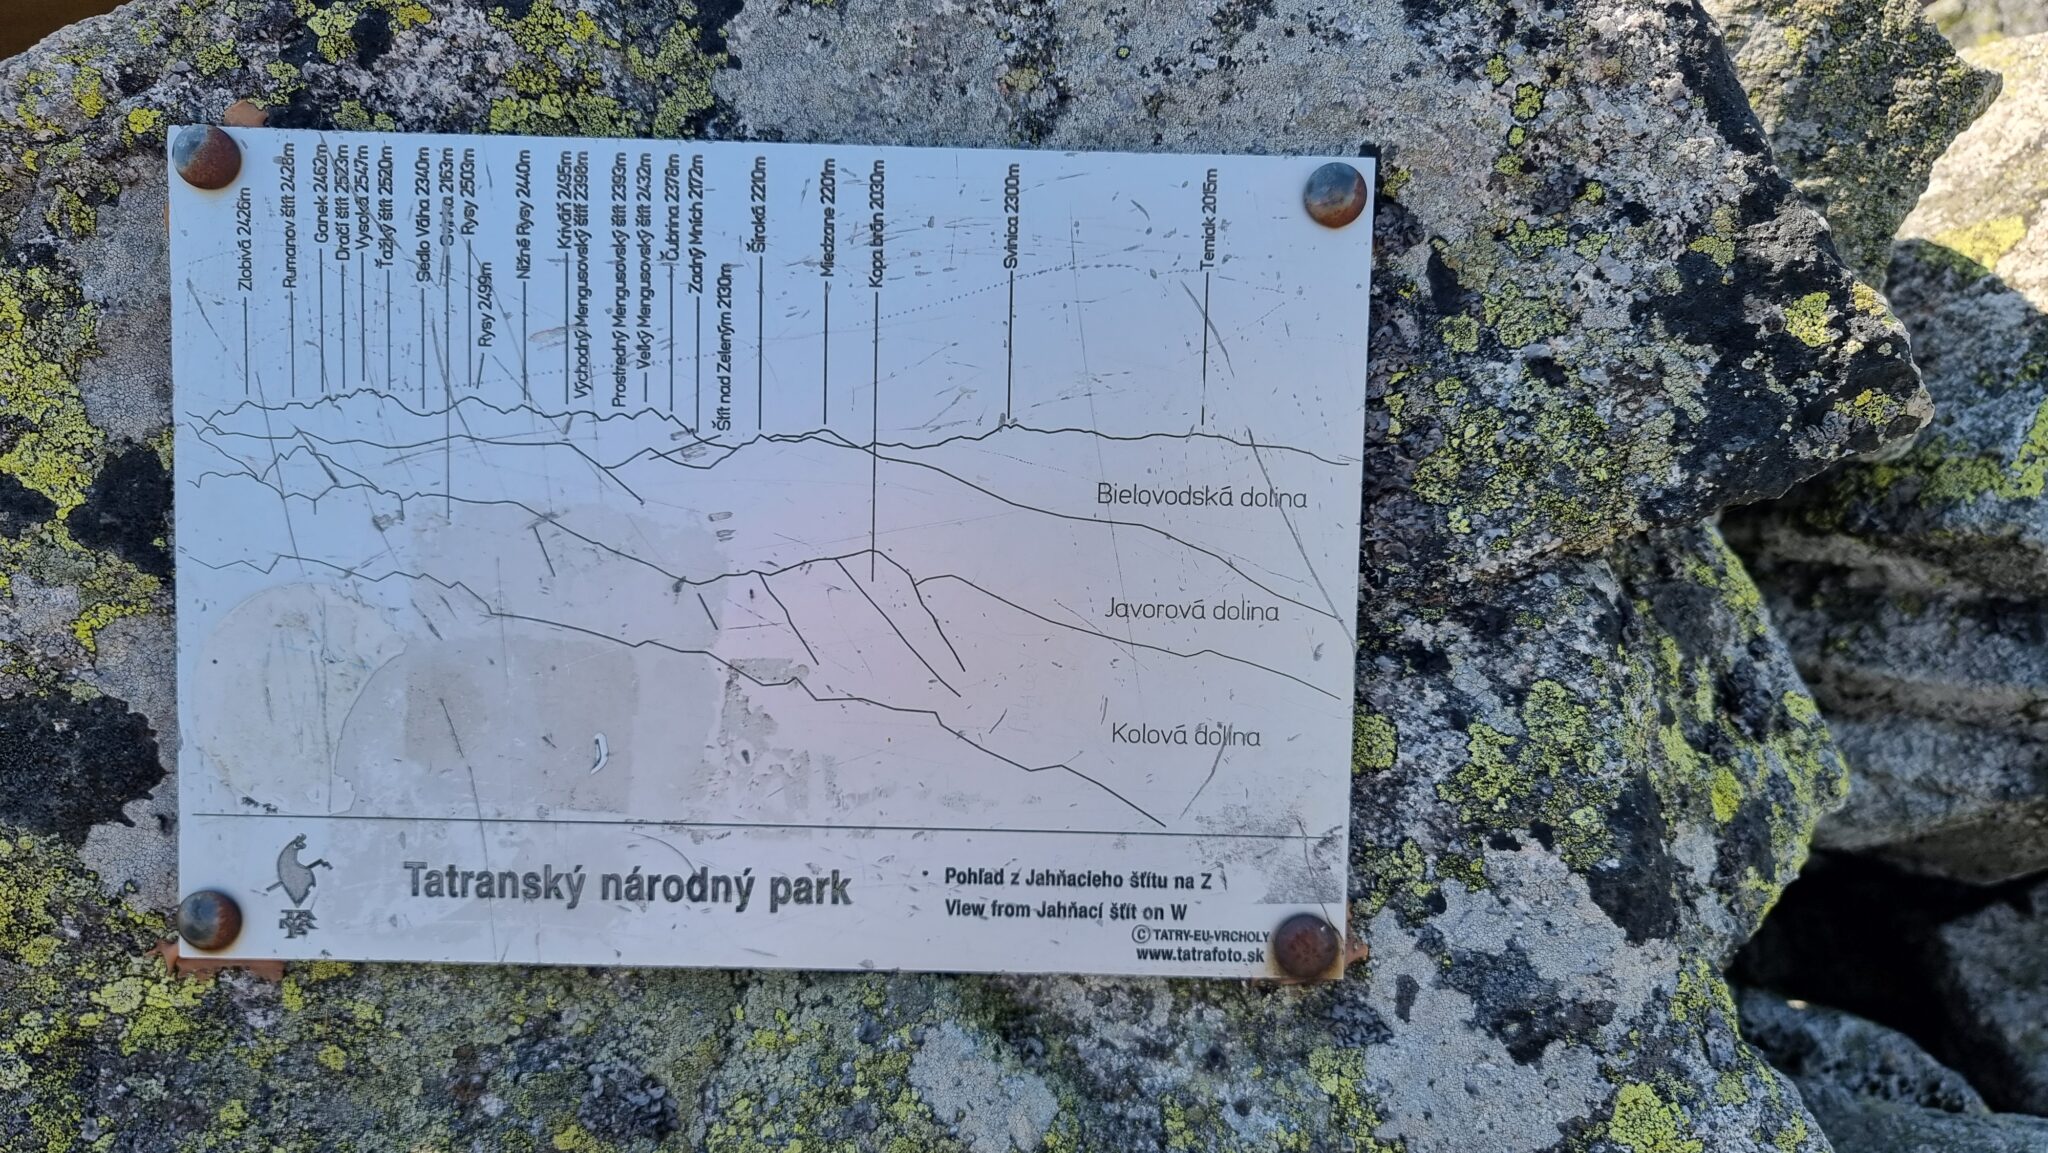 Zlobivá 2426m
Rumanov štít 2428m
Ganek 2462m
Dračí štít 2523m
Vysoká 2547m
Ťažký štít 2520m
Sedlo Váha 2340m
2163m
Rysy 2503m
Rysy 2499m
Nižné Rysy 2440m
Kriváň 2495m
Východný Mengusovský štít 2398m
Prostredný Mengusovský štít 2393m
Veľký Mengusovský štít 2432m
Čubrina 2378m
Zadný Mních 2172m
Štít nad Zeleným 2130m
Široká 2210m
Miedzane 2201m
Kopa brán 2030m
Svinica 2300m
Temiak 2015m
Bielovodská dolina
Javorová dolina
Kolová dolina
Tatranský národný park
Pohľad z Jahňacieho štítu na Z
View from Jahňací štít on W
© TATRY-EU-VRCHOLY
www.tatrafoto.sk